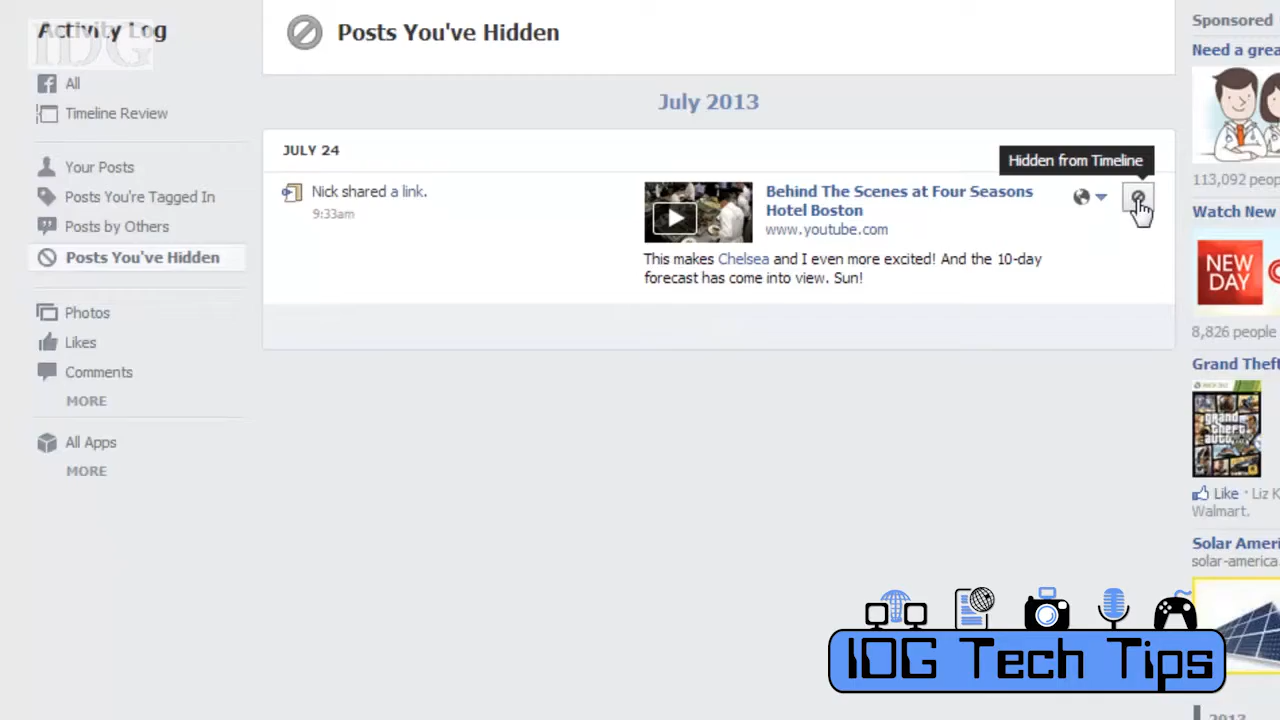 Activity Log
IDG
All
Timeline Review
Your Posts
Posts You're Tagged In
Posts by Others
Posts You've Hidden
Photos
Likes
Comments
MORE
All Apps
MORE
Posts You've Hidden
July 2013
JULY 24
Hidden from Timeline
Nick shared a link.
9:33am
Behind The Scenes at Four Seasons
Hotel Boston
www.youtube.com
This makes Chelsea and I even more excited! And the 10-day
forecast has come into view. Sun!
Sponsored
Need a grea
113,092 peop
Watch New
NEW
DAY
8,826 people
Grand Theft
grand
theft
auto
Like · Liz K
Walmart.
Solar Ameri
solar-america
IDG Tech Tips
2013